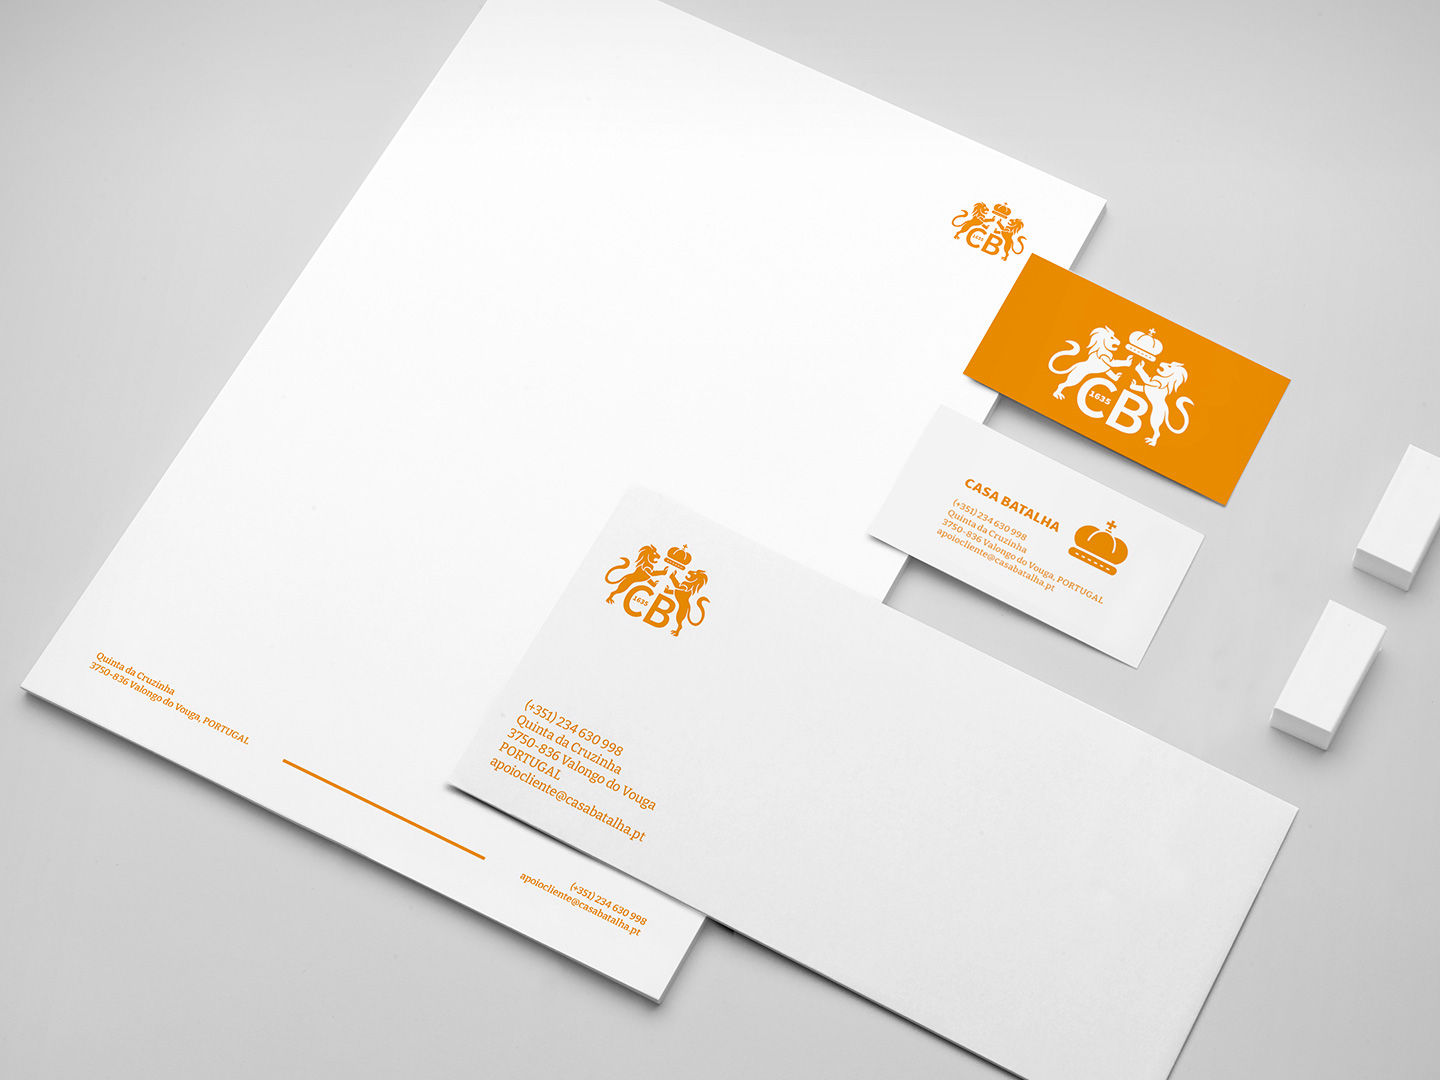 1635
CB
1635
CB
CASA BATALHA
(+351) 234 630 998
Quinta da Cruzinha
3750-836 Valongo do Vouga, PORTUGAL
apoiocliente@casabatalha.pt
1635
CB
(+351) 234 630 998
Quinta da Cruzinha
3750-836 Valongo do Vouga
PORTUGAL
apoiocliente@casabatalha.pt
Quinta da Cruzinha
3750-836 Valongo do Vouga, PORTUGAL
(+351) 234 630 998
apoiocliente@casabatalha.pt